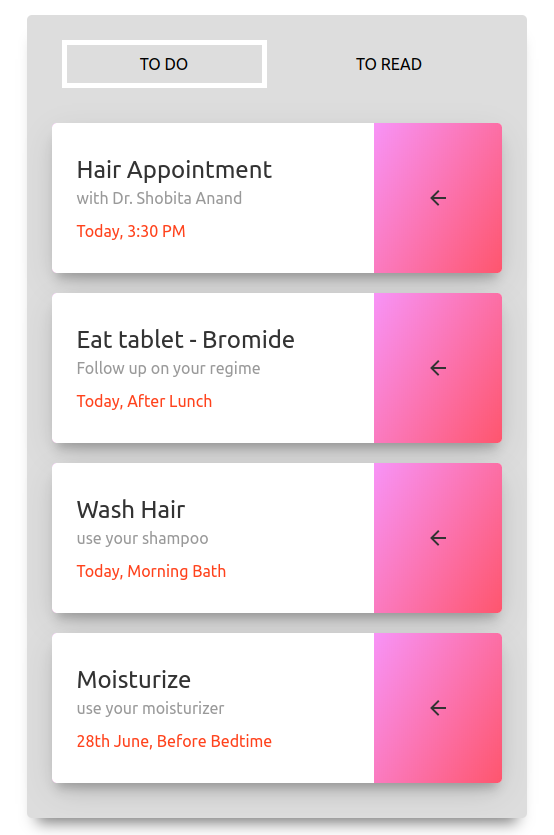 TO DO
TO READ
Hair Appointment
with Dr. Shobita Anand
Today, 3:30 PM
Eat tablet - Bromide
Follow up on your regime
Today, After Lunch
Wash Hair
use your shampoo
Today, Morning Bath
Moisturize
use your moisturizer
28th June, Before Bedtime